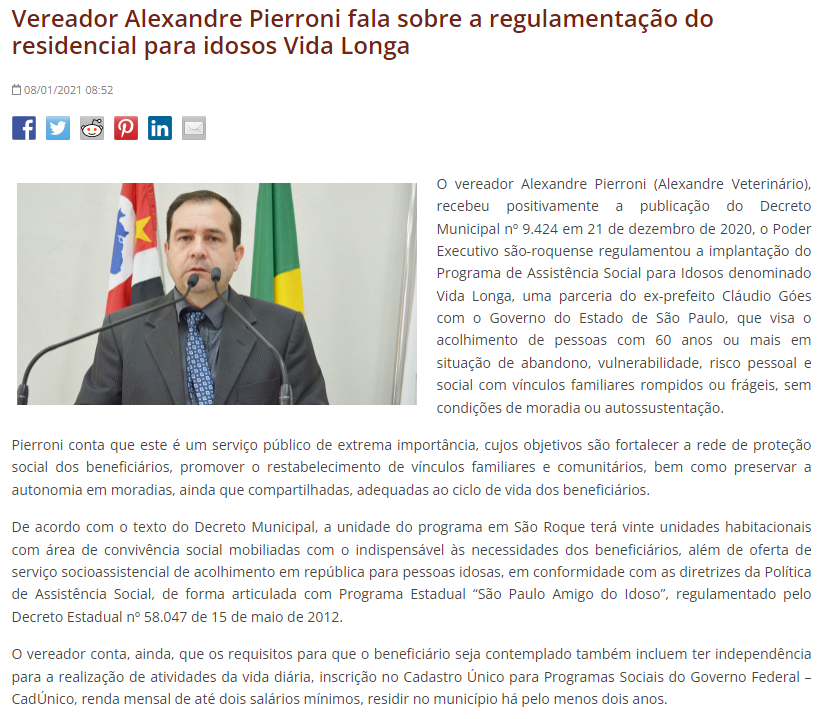 Vereador Alexandre Pierroni fala sobre a regulamentação do
residencial para idosos Vida Longa
08/01/2021 08:52
O vereador Alexandre Pierroni (Alexandre Veterinário),
recebeu positivamente a publicação do Decreto
Municipal nº 9.424 em 21 de dezembro de 2020, o Poder
Executivo são-roquense regulamentou a implantação do
Programa de Assistência Social para Idosos denominado
Vida Longa, uma parceria do ex-prefeito Cláudio Góes
com o Governo do Estado de São Paulo, que visa o
acolhimento de pessoas com 60 anos ou mais em
situação de abandono, vulnerabilidade, risco pessoal e
social com vínculos familiares rompidos ou frágeis, sem
condições de moradia ou autossustentação.
Pierroni conta que este é um serviço público de extrema importância, cujos objetivos são fortalecer a rede de proteção
social dos beneficiários, promover o restabelecimento de vínculos familiares e comunitários, bem como preservar a
autonomia em moradias, ainda que compartilhadas, adequadas ao ciclo de vida dos beneficiários.
De acordo com o texto do Decreto Municipal, a unidade do programa em São Roque terá vinte unidades habitacionais
com área de convivência social mobiliadas com o indispensável às necessidades dos beneficiários, além de oferta de
serviço socioassistencial de acolhimento em república para pessoas idosas, em conformidade com as diretrizes da Política
de Assistência Social, de forma articulada com Programa Estadual “São Paulo Amigo do Idoso”, regulamentado pelo
Decreto Estadual nº 58.047 de 15 de maio de 2012.
O vereador conta, ainda, que os requisitos para que o beneficiário seja contemplado também incluem ter independência
para a realização de atividades da vida diária, inscrição no Cadastro Único para Programas Sociais do Governo Federal –
CadÚnico, renda mensal de até dois salários mínimos, residir no município há pelo menos dois anos.